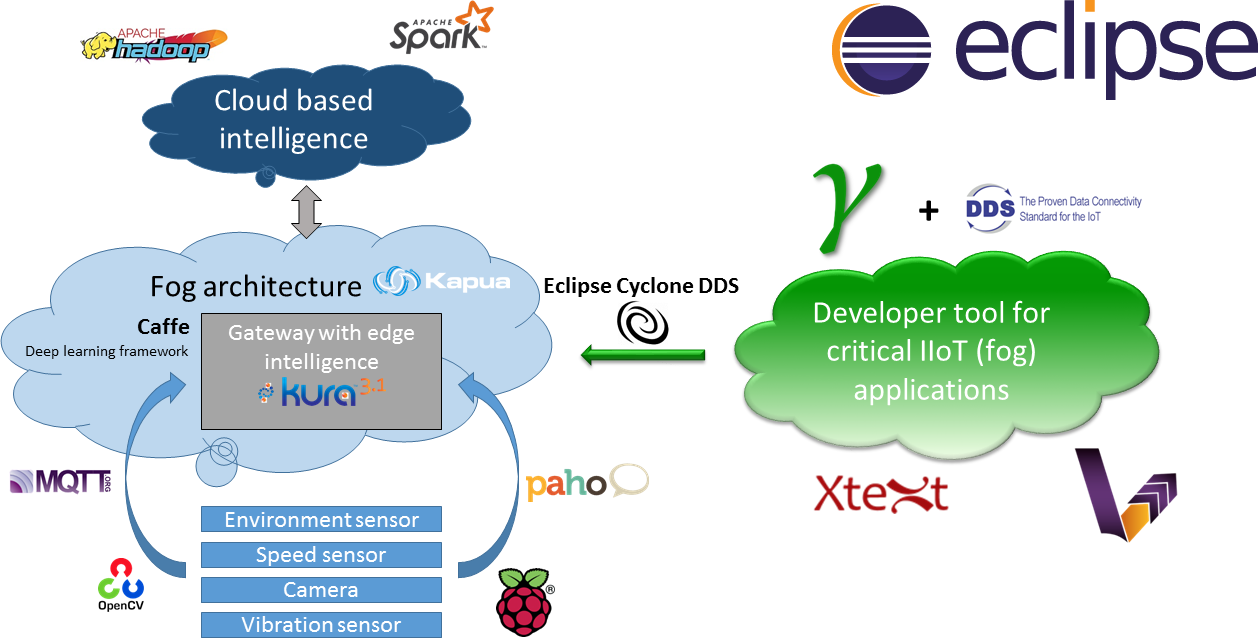 APACHE
hadoop
APACHE
Spark™
eclipse
Cloud based
intelligence
γ
+
DDS
The Proven Data Connectivity
Standard for the IoT
Fog architecture
Kapua
Eclipse Cyclone DDS
Caffe
Deep learning framework
Gateway with edge
intelligence
kura 3.1
Developer tool for
critical IIoT (fog)
applications
MQTT.ORG
paho
Xtext
Environment sensor
Speed sensor
Camera
Vibration sensor
OpenCV
®